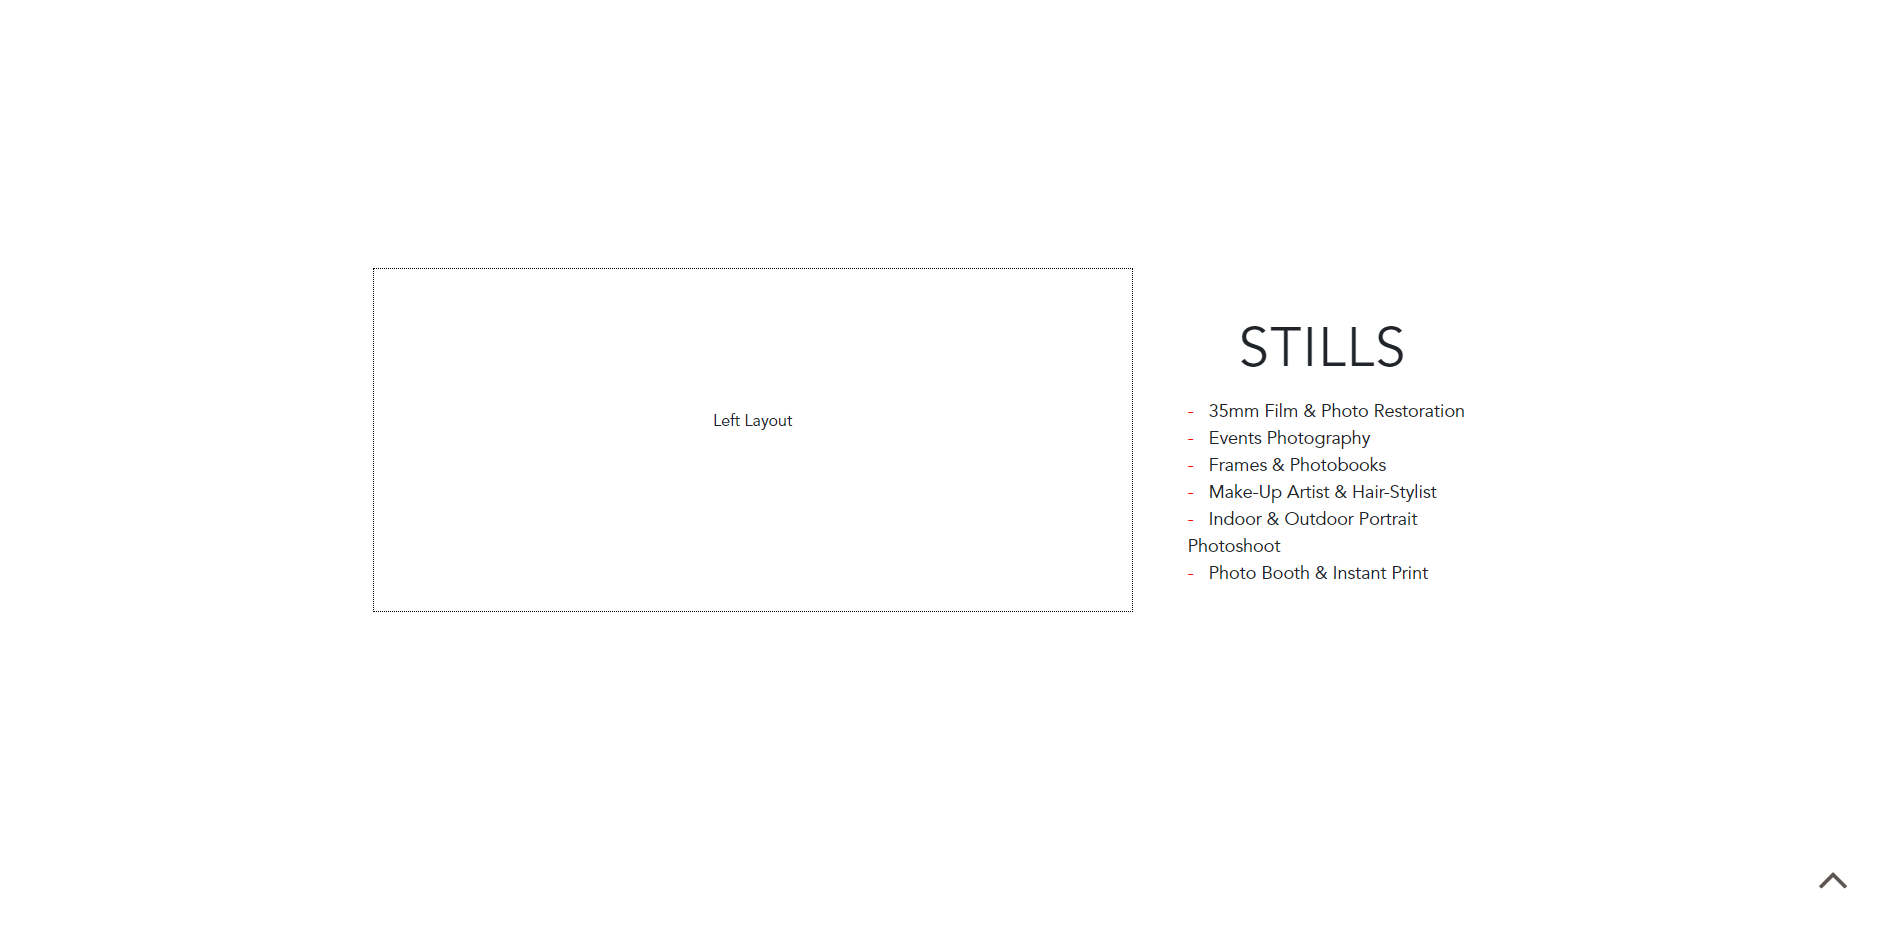 Left Layout
STILLS
- 35mm Film & Photo Restoration
- Events Photography
- Frames & Photobooks
- Make-Up Artist & Hair-Stylist
- Indoor & Outdoor Portrait
Photoshoot
- Photo Booth & Instant Print